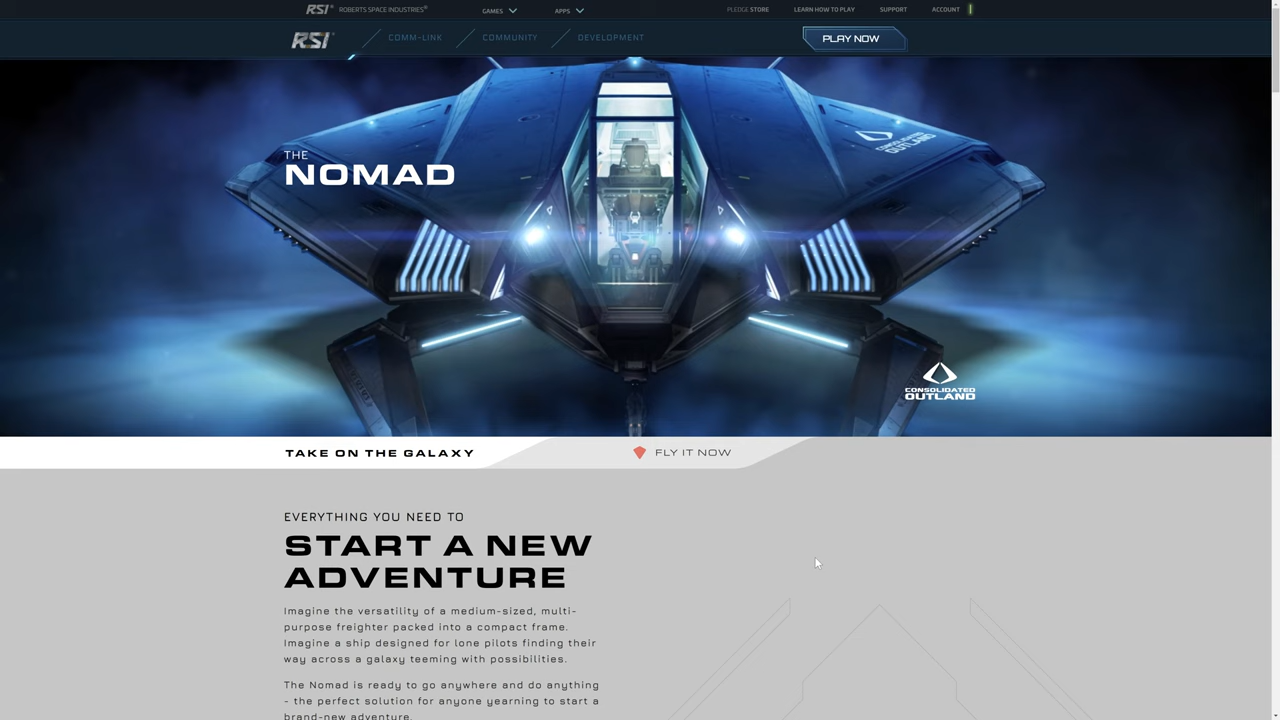 RSI ROBERTS SPACE INDUSTRIES®
GAMES
APPS
PLEDGE STORE
LEARN HOW TO PLAY
SUPPORT
ACCOUNT
RSI
COMM-LINK
COMMUNITY
DEVELOPMENT
PLAY NOW
THE
NOMAD
CONSOLIDATED
OUTLAND
CONSOLIDATED
OUTLAND
TAKE ON THE GALAXY
FLY IT NOW
EVERYTHING YOU NEED TO
START A NEW
ADVENTURE
Imagine the versatility of a medium-sized, multi-
purpose freighter packed into a compact frame.
Imagine a ship designed for lone pilots finding their
way across a galaxy teeming with possibilities.
The Nomad is ready to go anywhere and do anything
- the perfect solution for anyone yearning to start a
brand-new adventure.